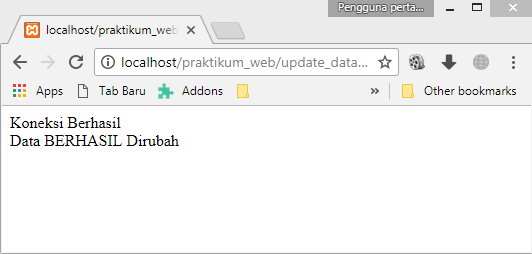 Pengguna perta...
localhost/praktikum_web
localhost/praktikum_web/update_data...
Apps Tab Baru Addons » Other bookmarks
Koneksi Berhasil
Data BERHASIL Dirubah